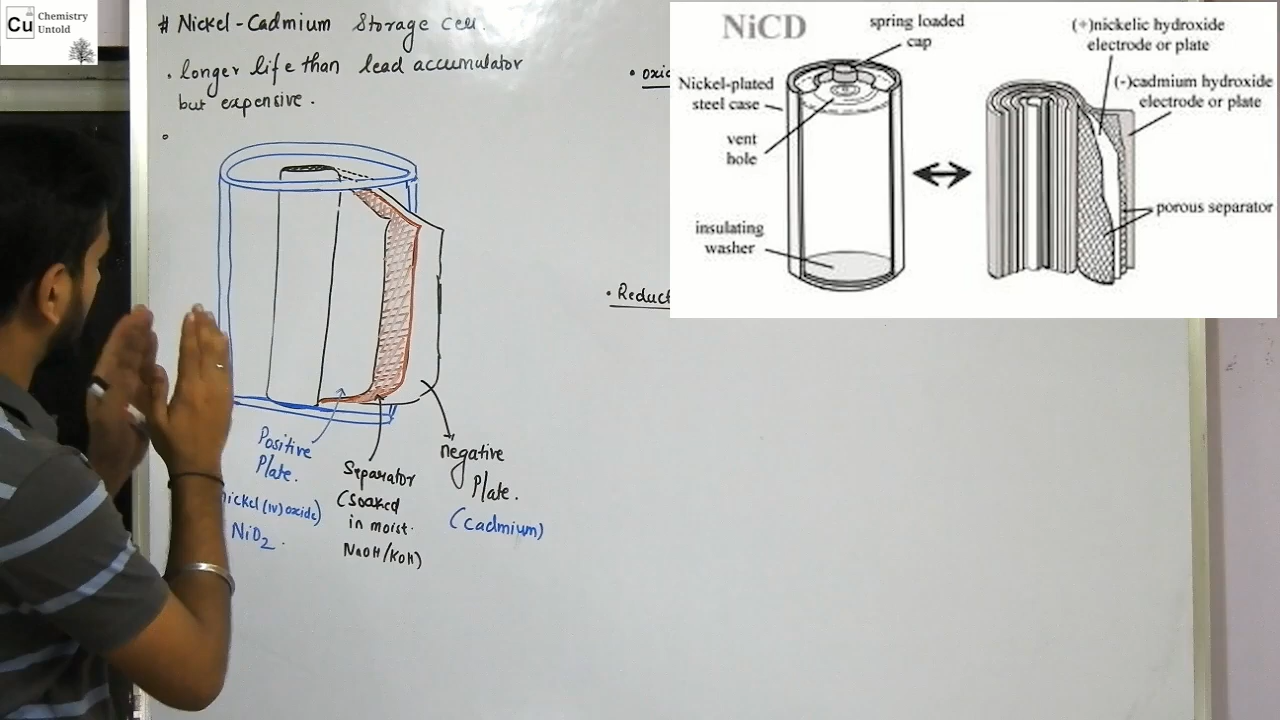 Cu
Chemistry
Untold
# Nickel-Cadmium Storage cell.
. longer life than lead accumulator
but expensive.
Positive
Plate.
nickel(IV) oxide)
NiO2.
Separator
(soaked
in moist.
NaOH/KOH)
negative
Plate.
(cadmium)
NiCD
spring loaded
cap
Nickel-plated
steel case
vent
hole
insulating
washer
(+)nickelic hydroxide
electrode or plate
(-)cadmium hydroxide
electrode or plate
porous separator